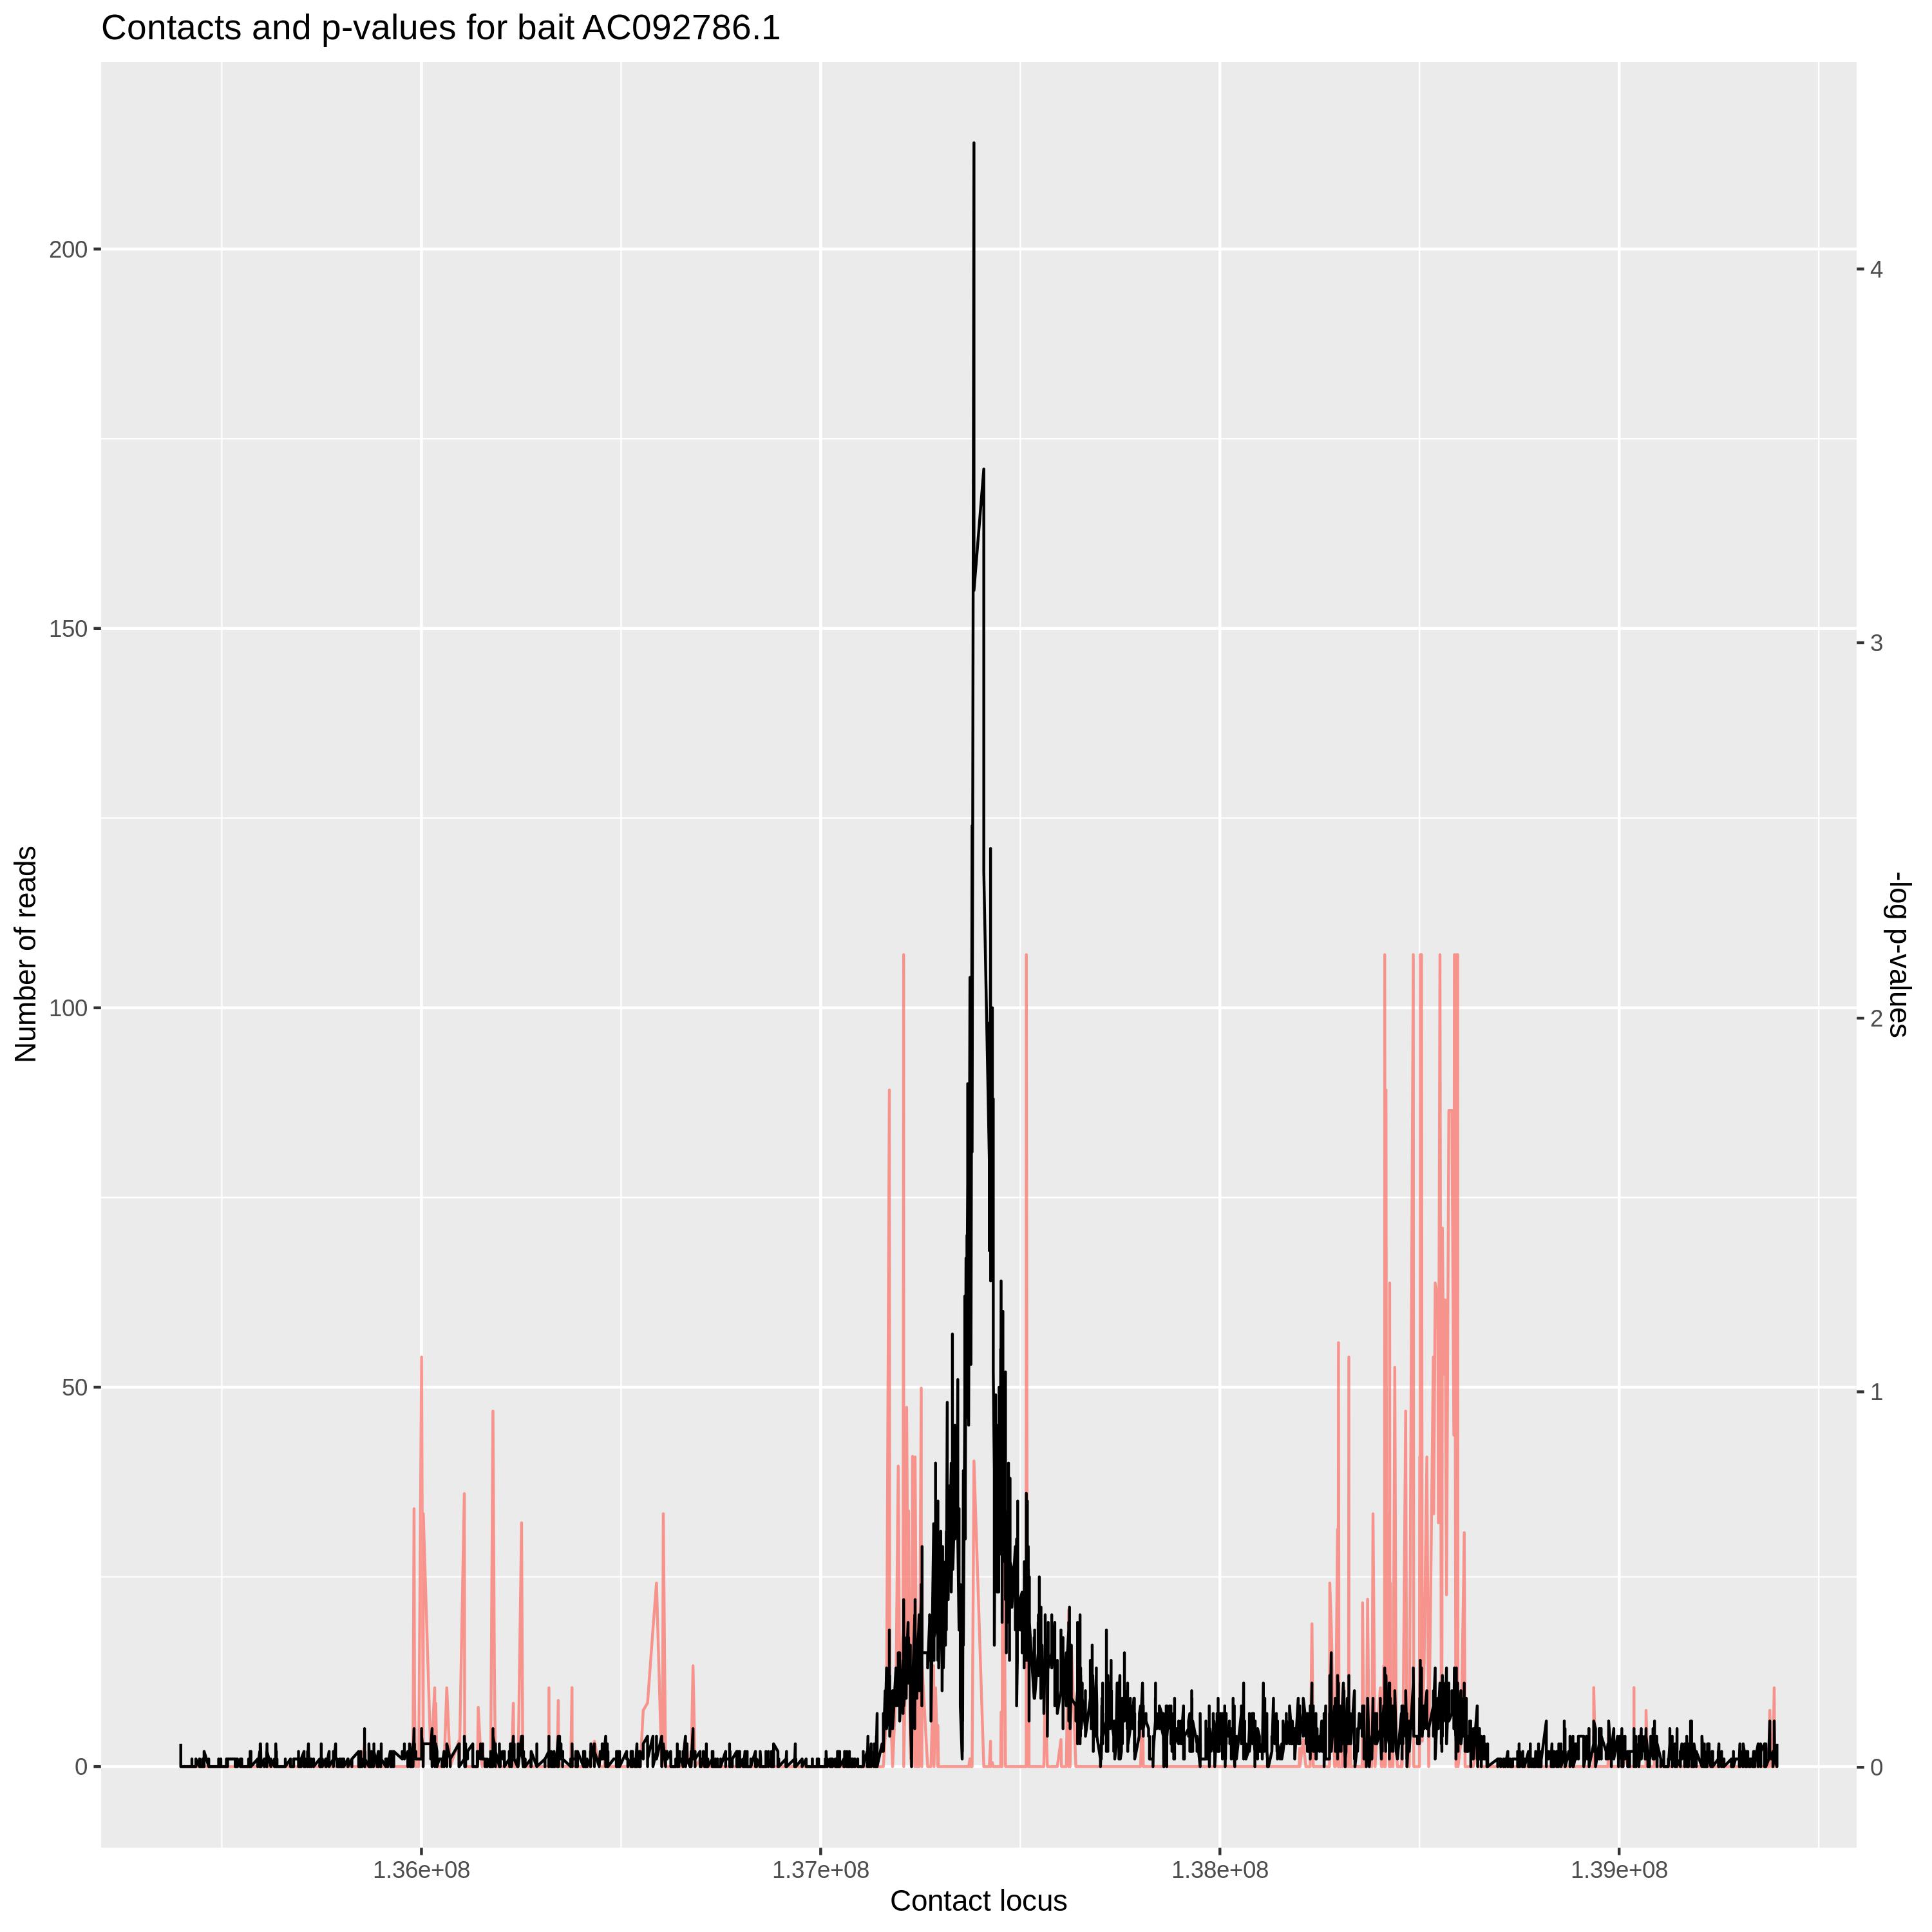 Contacts and p-values for bait AC092786.1
Number of reads
200
150
100
50
0
4
3
2
1
0
-log p-values
1.36e+08
1.37e+08
1.38e+08
1.39e+08
Contact locus